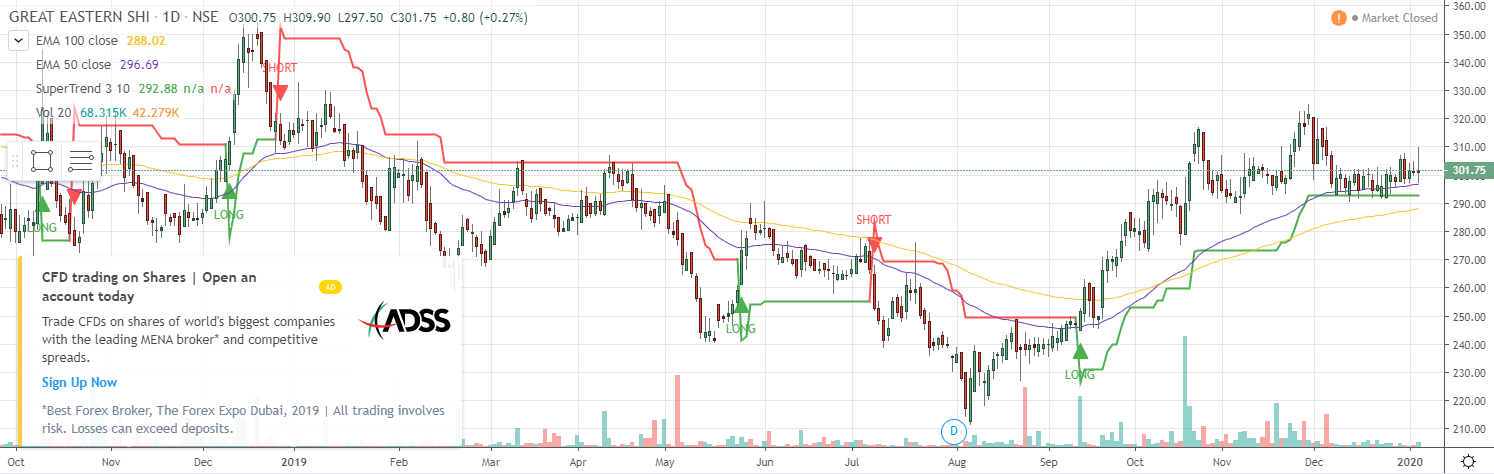 GREAT EASTERN SHI · 1D · NSE O300.75 H309.90 L297.50 C301.75 +0.80 (+0.27%)
! Market Closed
EMA 100 close 288.02
EMA 50 close 296.69
SuperTrend 3 10 292.88 n/a n/a
Vol 20 68.315K 42.279K
SHORT
LONG
LONG
SHORT
LONG
LONG
CFD trading on Shares | Open an
account today
AD
Trade CFDs on shares of world's biggest companies
with the leading MENA broker* and competitive
spreads.
ADSS
Sign Up Now
*Best Forex Broker, The Forex Expo Dubai, 2019 | All trading involves
risk. Losses can exceed deposits.
D
360.00
350.00
340.00
330.00
320.00
310.00
301.75
290.00
280.00
270.00
260.00
250.00
240.00
230.00
220.00
210.00
Oct Nov Dec 2019 Feb Mar Apr May Jun Jul Aug Sep Oct Nov Dec 2020